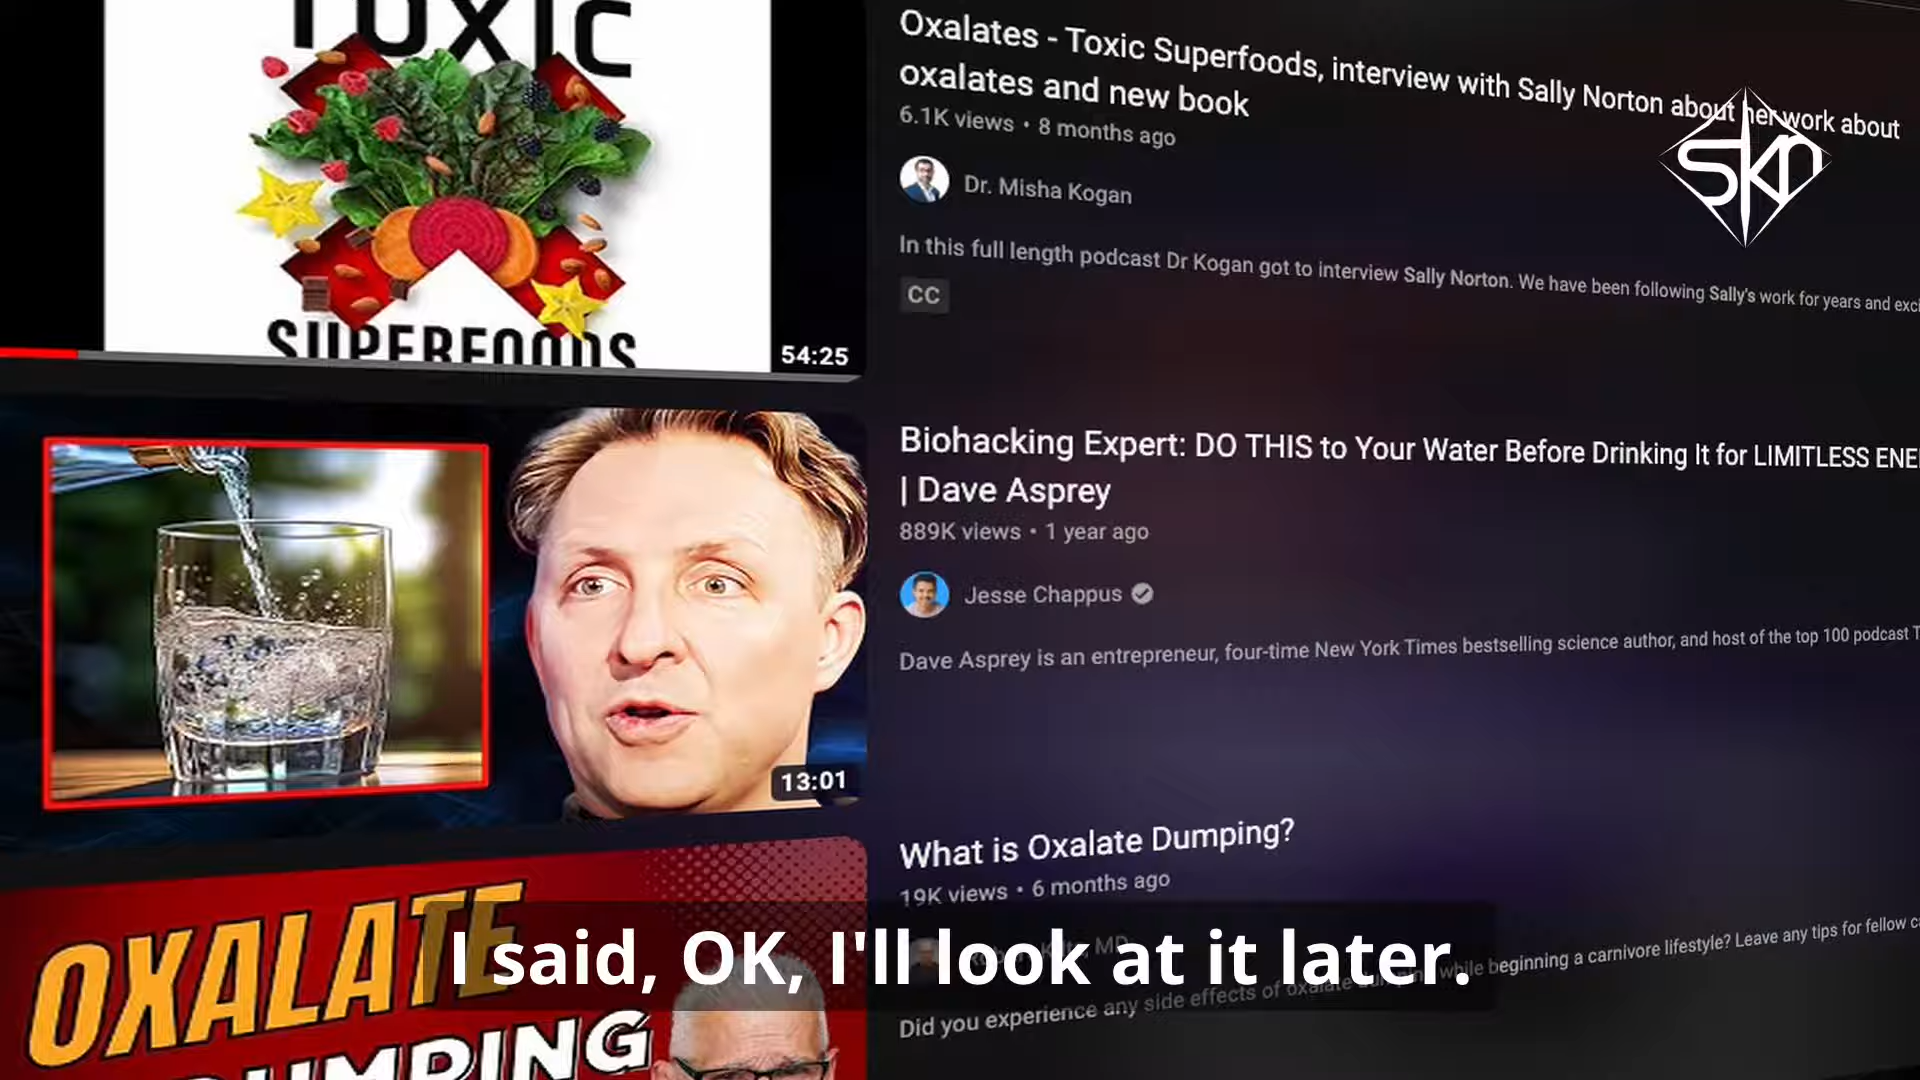 TOXIC
SUPERFOODS
54:25
Oxalates - Toxic Superfoods, interview with Sally Norton about her work about
oxalates and new book
6.1K views • 8 months ago
Dr. Misha Kogan
In this full length podcast Dr Kogan got to interview Sally Norton. We have been following Sally's work for years and exci
CC
SKN
13:01
Biohacking Expert: DO THIS to Your Water Before Drinking It for LIMITLESS ENE
| Dave Asprey
889K views • 1 year ago
Jesse Chappus
Dave Asprey is an entrepreneur, four-time New York Times bestselling science author, and host of the top 100 podcast T
OXALATE
DUMPING
What is Oxalate Dumping?
19K views • 6 months ago
MD
Did you experience any side effects of oxalate dumping while beginning a carnivore lifestyle? Leave any tips for fellow c
I said, OK, I'll look at it later.